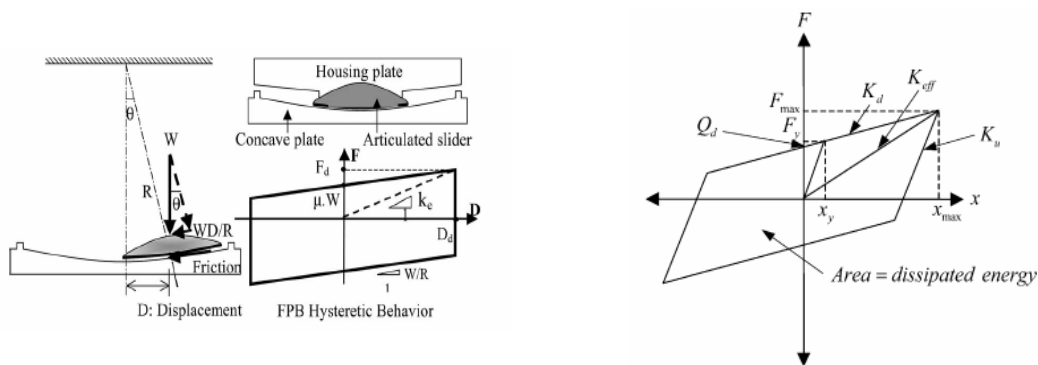 Housing plate
Concave plate
Articulated slider
θ
W
R
θ
WD/R
Friction
D: Displacement
F
F_d
μ.W
k_e
1
D
D_d
W/R
1
FPB Hysteretic Behavior
F
F_max
F_y
Q_d
K_d
K_eff
K_u
x_y
x_max
x
Area = dissipated energy